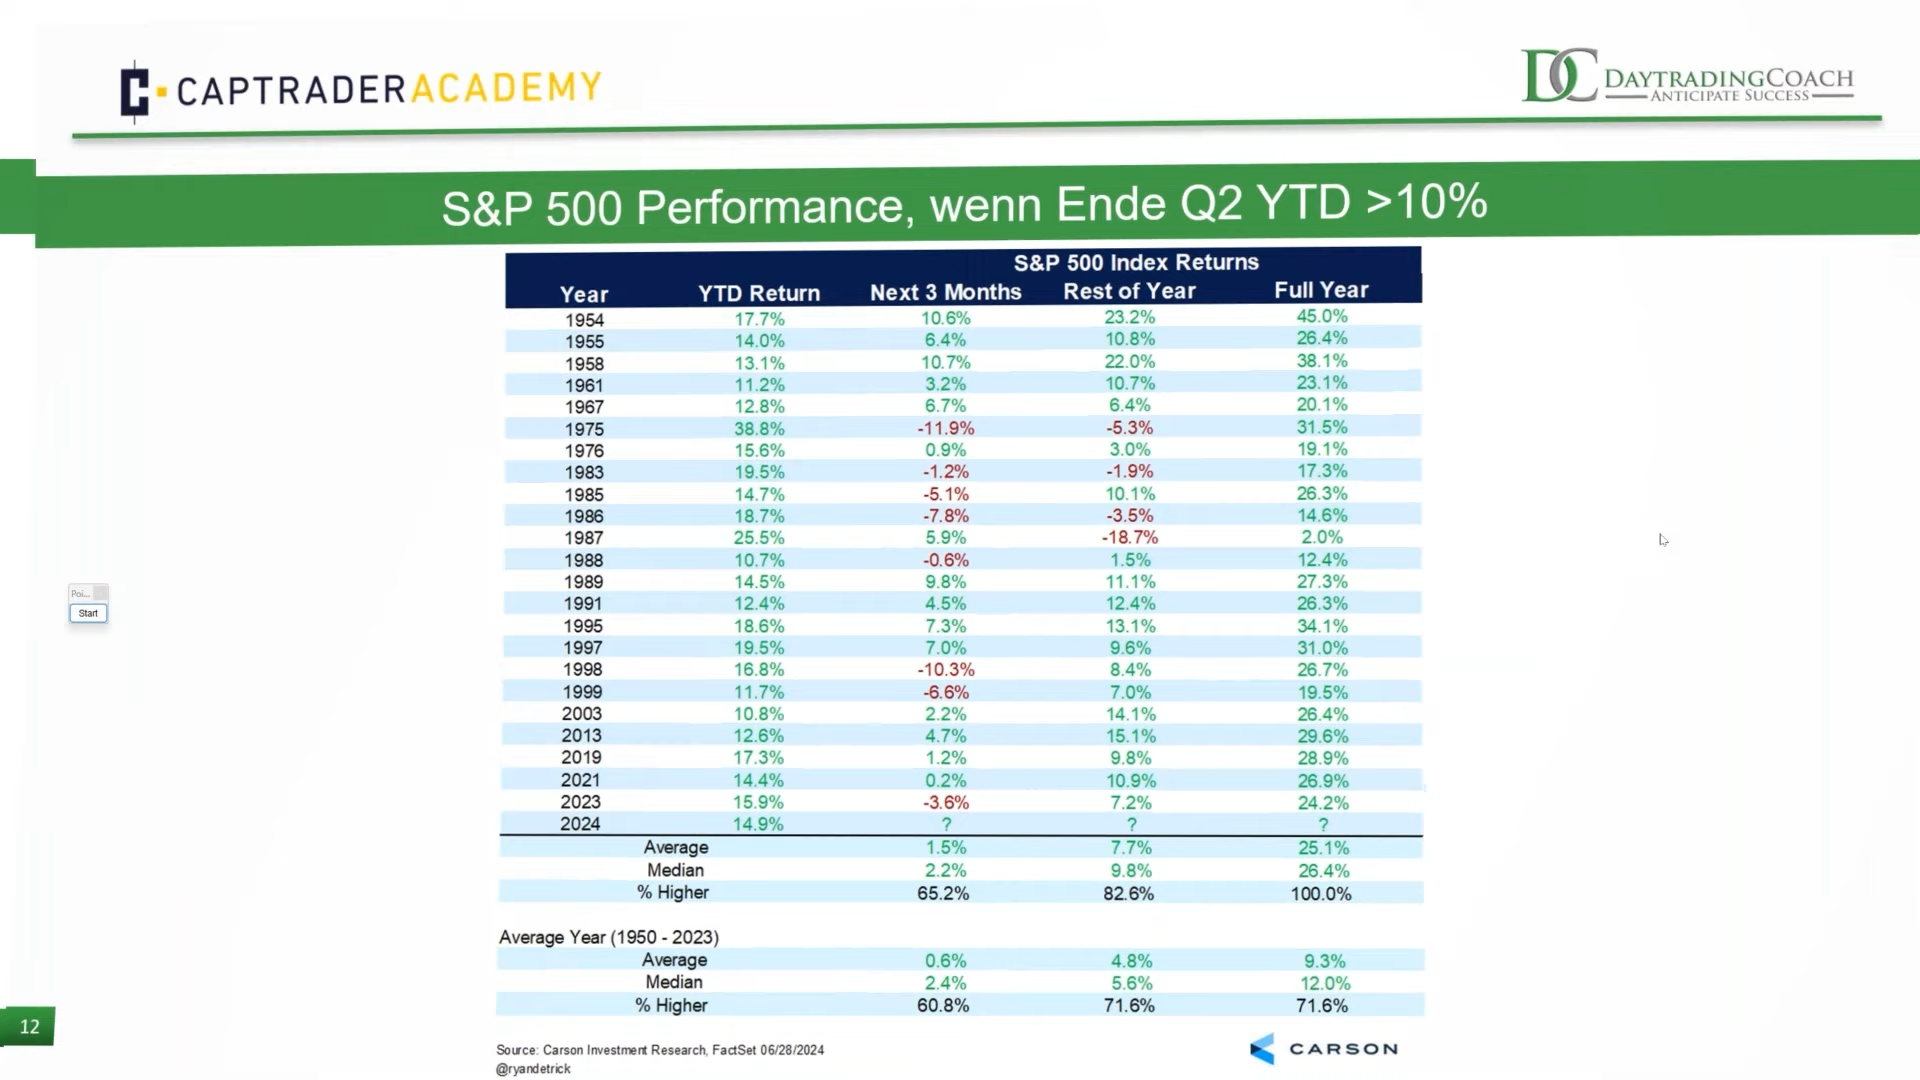 CAPTRADERACADEMY
DC DAYTRADINGCOACH
ANTICIPATE SUCCESS
S&P 500 Performance, wenn Ende Q2 YTD >10%
S&P 500 Index Returns
Year YTD Return Next 3 Months Rest of Year Full Year
1954 17.7% 10.6% 23.2% 45.0%
1955 14.0% 6.4% 10.8% 26.4%
1958 13.1% 10.7% 22.0% 38.1%
1961 11.2% 3.2% 10.7% 23.1%
1967 12.8% 6.7% 6.4% 20.1%
1975 38.8% -11.9% -5.3% 31.5%
1976 15.6% 0.9% 3.0% 19.1%
1983 19.5% -1.2% -1.9% 17.3%
1985 14.7% -5.1% 10.1% 26.3%
1986 18.7% -7.8% -3.5% 14.6%
1987 25.5% 5.9% -18.7% 2.0%
1988 10.7% -0.6% 1.5% 12.4%
1989 14.5% 9.8% 11.1% 27.3%
1991 12.4% 4.5% 12.4% 26.3%
1995 18.6% 7.3% 13.1% 34.1%
1997 19.5% 7.0% 9.6% 31.0%
1998 16.8% -10.3% 8.4% 26.7%
1999 11.7% -6.6% 7.0% 19.5%
2003 10.8% 2.2% 14.1% 26.4%
2013 12.6% 4.7% 15.1% 29.6%
2019 17.3% 1.2% 9.8% 28.9%
2021 14.4% 0.2% 10.9% 26.9%
2023 15.9% -3.6% 7.2% 24.2%
2024 14.9% ? ? ?
Average 1.5% 7.7% 25.1%
Median 2.2% 9.8% 26.4%
% Higher 65.2% 82.6% 100.0%
Average Year (1950 - 2023)
Average 0.6% 4.8% 9.3%
Median 2.4% 5.6% 12.0%
% Higher 60.8% 71.6% 71.6%
Source: Carson Investment Research, FactSet 06/28/2024
@ryandetrick
CARSON
Poi...
Start
12